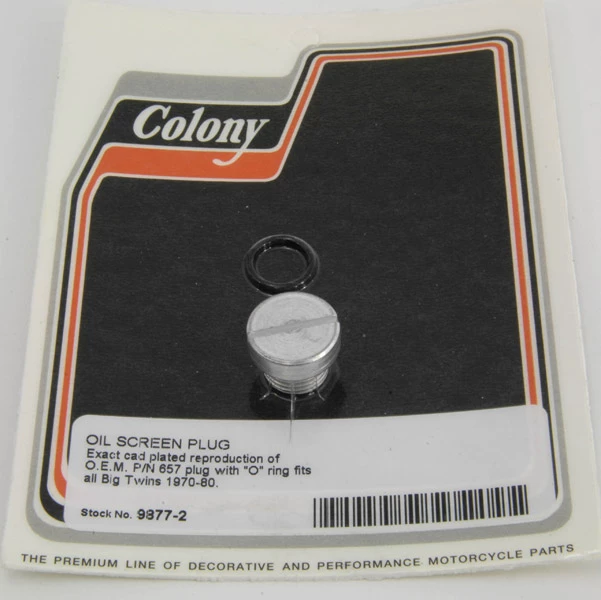 Colony
OIL SCREEN PLUG
Exact cad plated reproduction of
O.E.M. P/N 657 plug with "O" ring fits
all Big Twins 1970-80.
Stock No. 9877-2
THE PREMIUM LINE OF DECORATIVE AND PERFORMANCE MOTORCYCLE PARTS